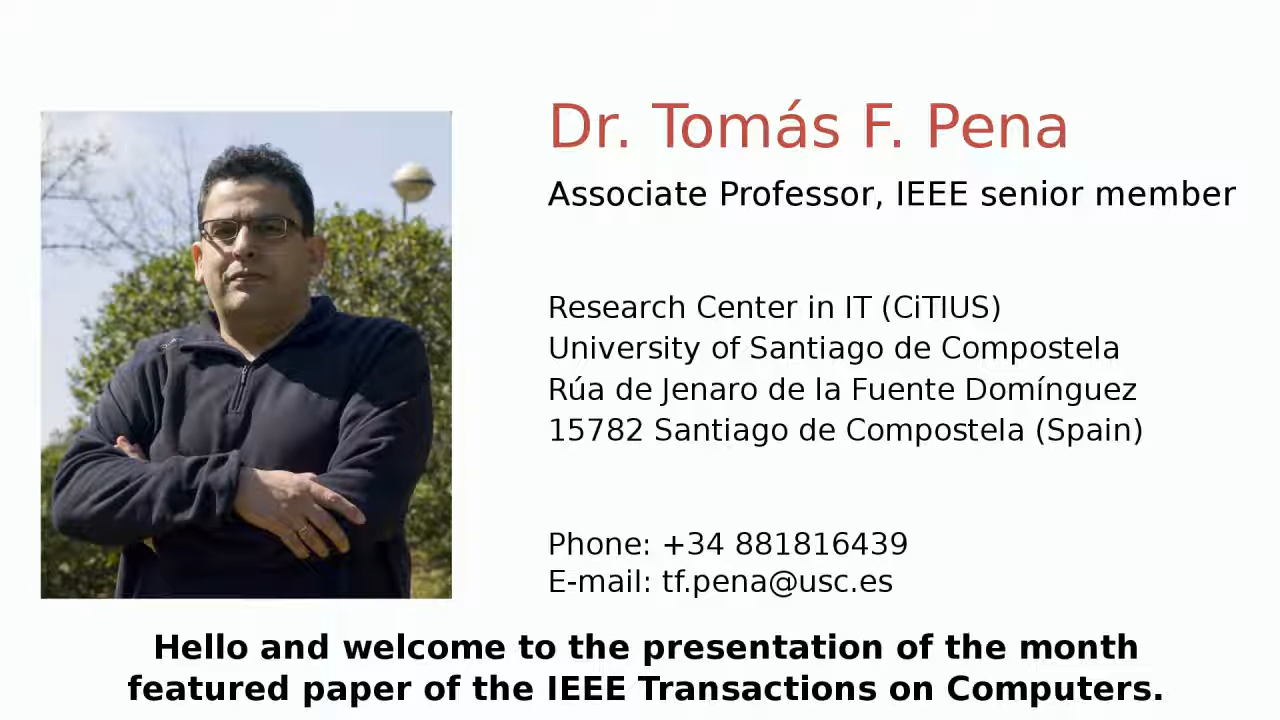 Dr. Tomás F. Pena
Associate Professor, IEEE senior member
Research Center in IT (CiTIUS)
University of Santiago de Compostela
Rúa de Jenaro de la Fuente Domínguez
15782 Santiago de Compostela (Spain)
Phone: +34 881816439
E-mail: tf.pena@usc.es
Hello and welcome to the presentation of the month
featured paper of the IEEE Transactions on Computers.